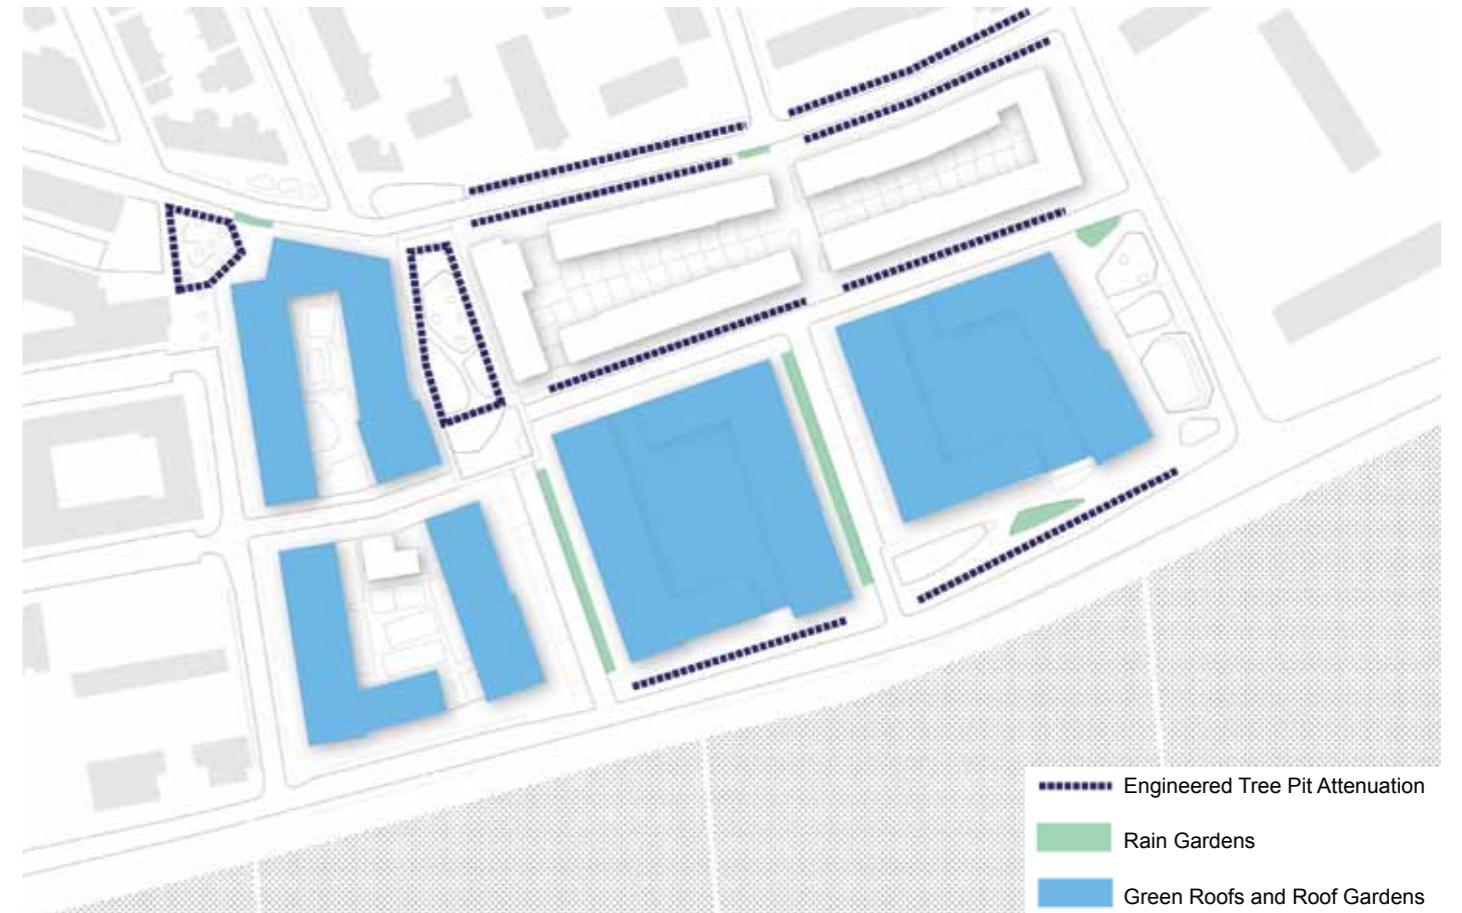 Engineered Tree Pit Attenuation
Rain Gardens
Green Roofs and Roof Gardens